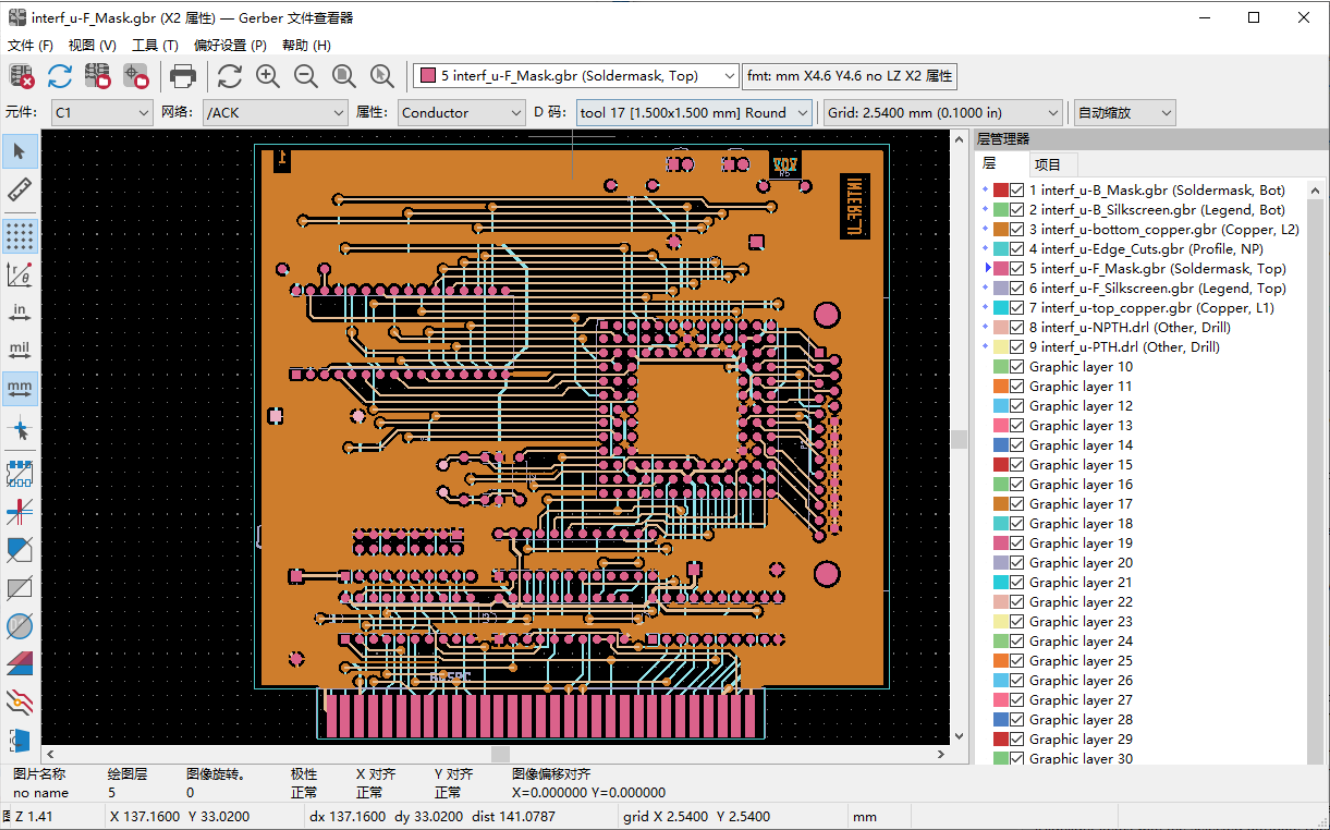 interf_u-F_Mask.gbr (X2 属性) — Gerber 文件查看器
文件 (F) 视图 (V) 工具 (T) 偏好设置 (P) 帮助 (H)
5 interf_u-F_Mask.gbr (Soldermask, Top) fmt: mm X4.6 Y4.6 no LZ X2 属性
元件: C1 网络: /ACK 属性: Conductor D 码: tool 17 [1.500x1.500 mm] Round Grid: 2.5400 mm (0.1000 in) 自动缩放
层管理器
层 项目
in
mil
mm
1 interf_u-B_Mask.gbr (Soldermask, Bot)
2 interf_u-B_Silkscreen.gbr (Legend, Bot)
3 interf_u-bottom_copper.gbr (Copper, L2)
4 interf_u-Edge_Cuts.gbr (Profile, NP)
5 interf_u-F_Mask.gbr (Soldermask, Top)
6 interf_u-F_Silkscreen.gbr (Legend, Top)
7 interf_u-top_copper.gbr (Copper, L1)
8 interf_u-NPTH.drl (Other, Drill)
9 interf_u-PTH.drl (Other, Drill)
Graphic layer 10
Graphic layer 11
Graphic layer 12
Graphic layer 13
Graphic layer 14
Graphic layer 15
Graphic layer 16
Graphic layer 17
Graphic layer 18
Graphic layer 19
Graphic layer 20
Graphic layer 21
Graphic layer 22
Graphic layer 23
Graphic layer 24
Graphic layer 25
Graphic layer 26
Graphic layer 27
Graphic layer 28
Graphic layer 29
Graphic layer 30
图片名称 绘图层 图像旋转。 极性 X 对齐 Y 对齐 图像偏移对齐
no name 5 0 正常 正常 正常 X=0.000000 Y=0.000000
Z 1.41 X 137.1600 Y 33.0200 dx 137.1600 dy 33.0200 dist 141.0787 grid X 2.5400 Y 2.5400 mm